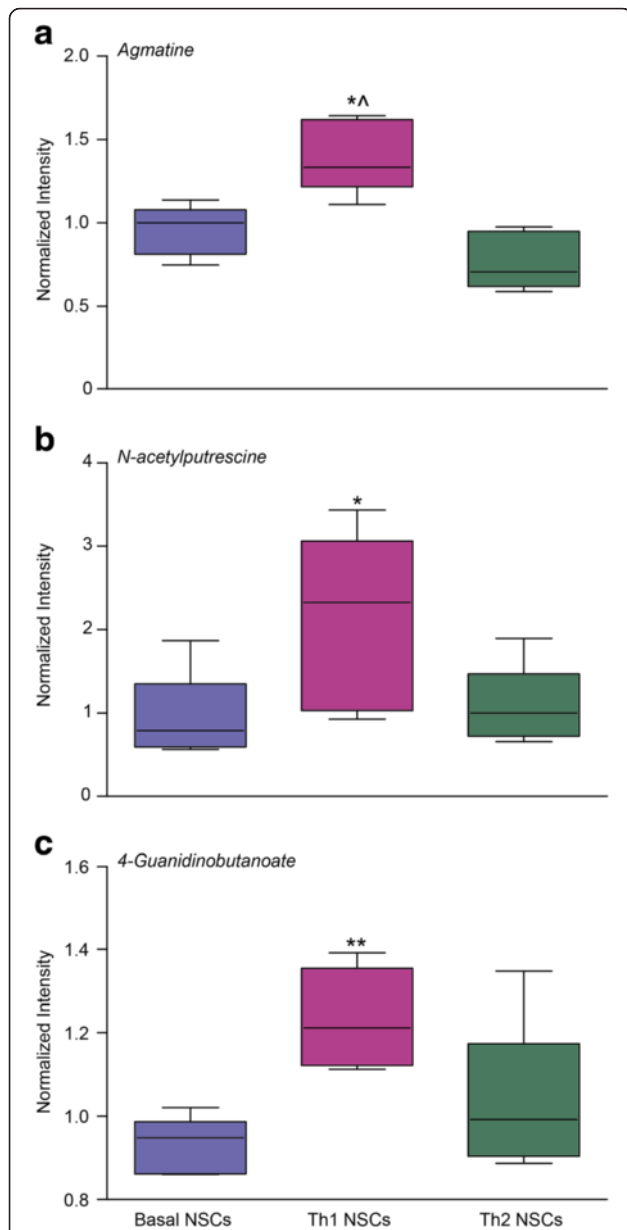 a
Agmatine
2.0
*^
1.5
1.0
0.5
0
Normalized Intensity
b
N-acetylputrescine
4
*
3
2
1
0
Normalized Intensity
c
4-Guanidinobutanoate
1.6
**
1.4
1.2
1.0
0.8
Normalized Intensity
Basal NSCs Th1 NSCs Th2 NSCs